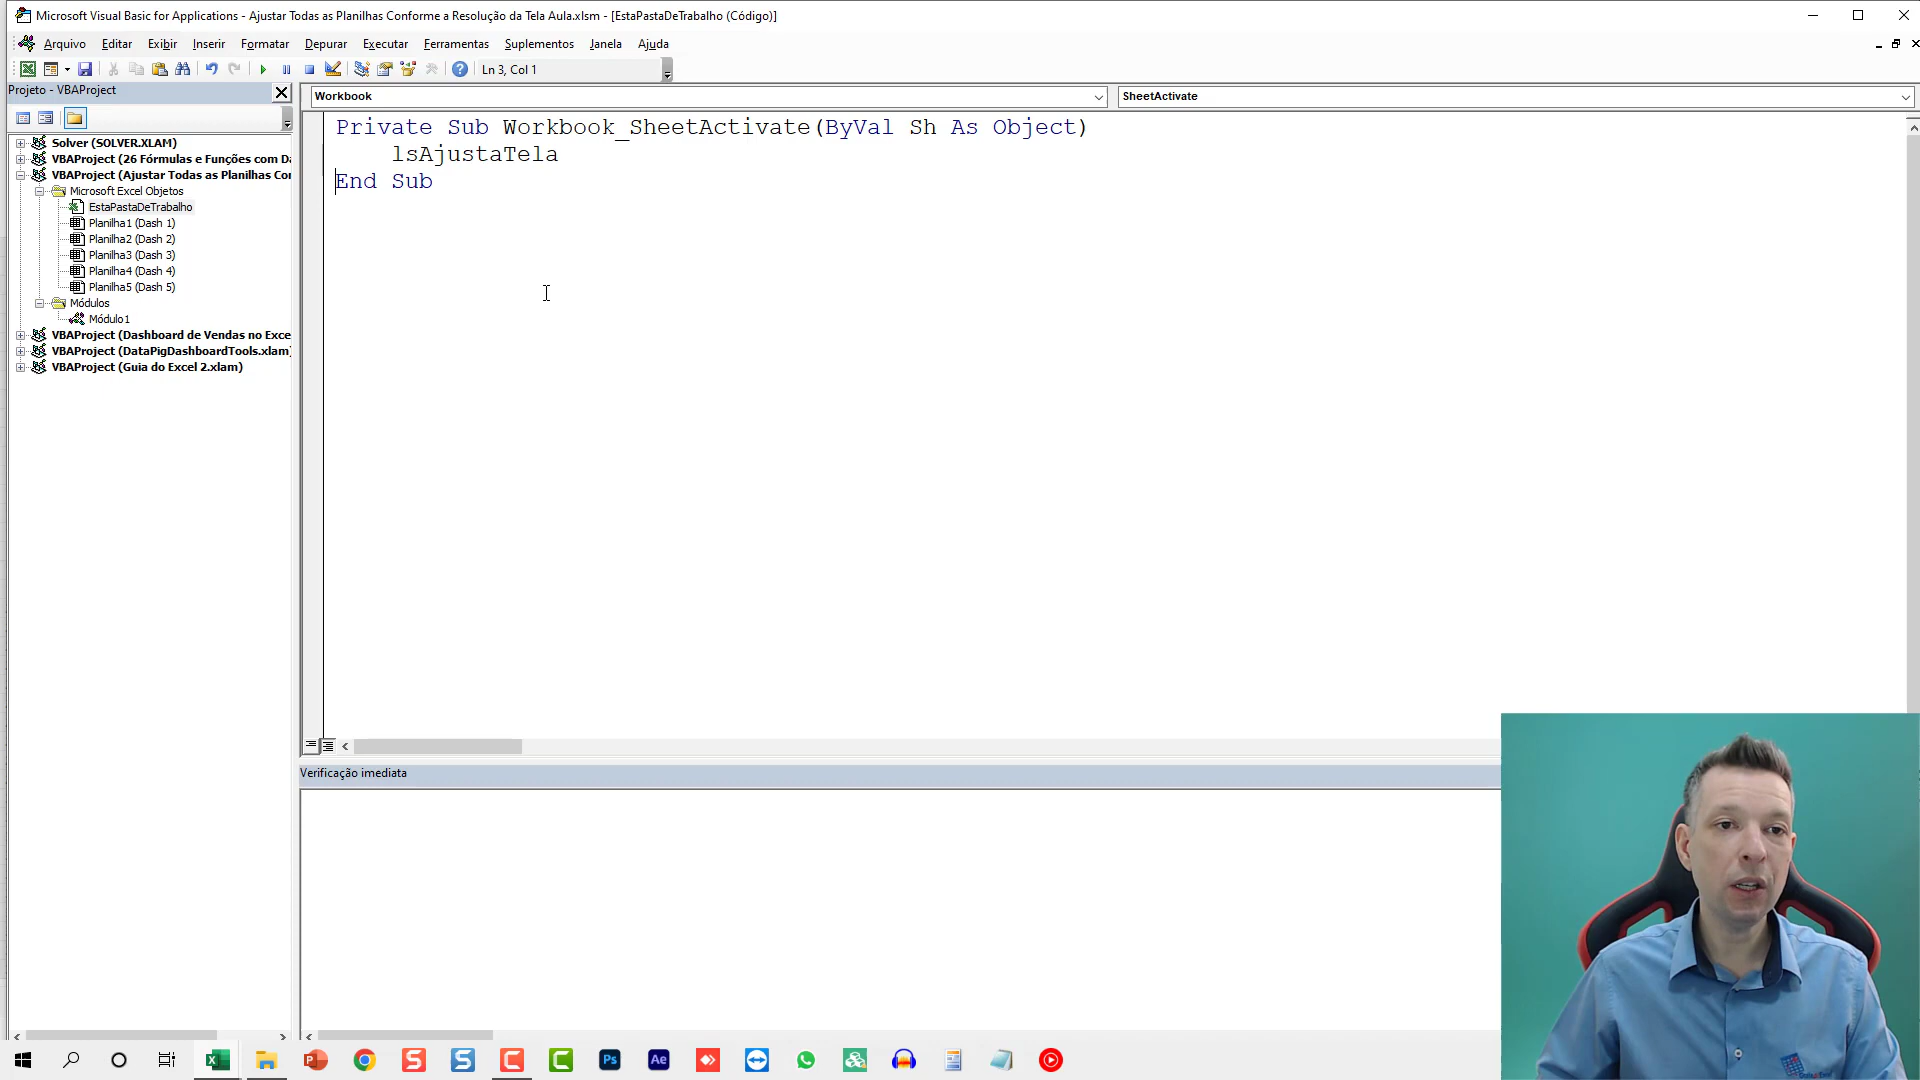 Microsoft Visual Basic for Applications - Ajustar Todas as Planilhas Conforme a Resolução da Tela Aula.xlsm - [EstaPastaDeTrabalho (Código)]
Arquivo Editar Exibir Inserir Formatar Depurar Executar Ferramentas Suplementos Janela Ajuda
Ln 3, Col 1
Projeto - VBAProject
Workbook
SheetActivate
Solver (SOLVER.XLAM)
VBAProject (26 Fórmulas e Funções com Da
VBAProject (Ajustar Todas as Planilhas Co
Microsoft Excel Objetos
EstaPastaDeTrabalho
Planilha1 (Dash 1)
Planilha2 (Dash 2)
Planilha3 (Dash 3)
Planilha4 (Dash 4)
Planilha5 (Dash 5)
Módulos
Módulo1
VBAProject (Dashboard de Vendas no Exce
VBAProject (DataPigDashboardTools.xlam)
VBAProject (Guia do Excel 2.xlam)
Private Sub Workbook_SheetActivate(ByVal Sh As Object)
lsAjustaTela
End Sub
Verificação imediata
Ps
Ae